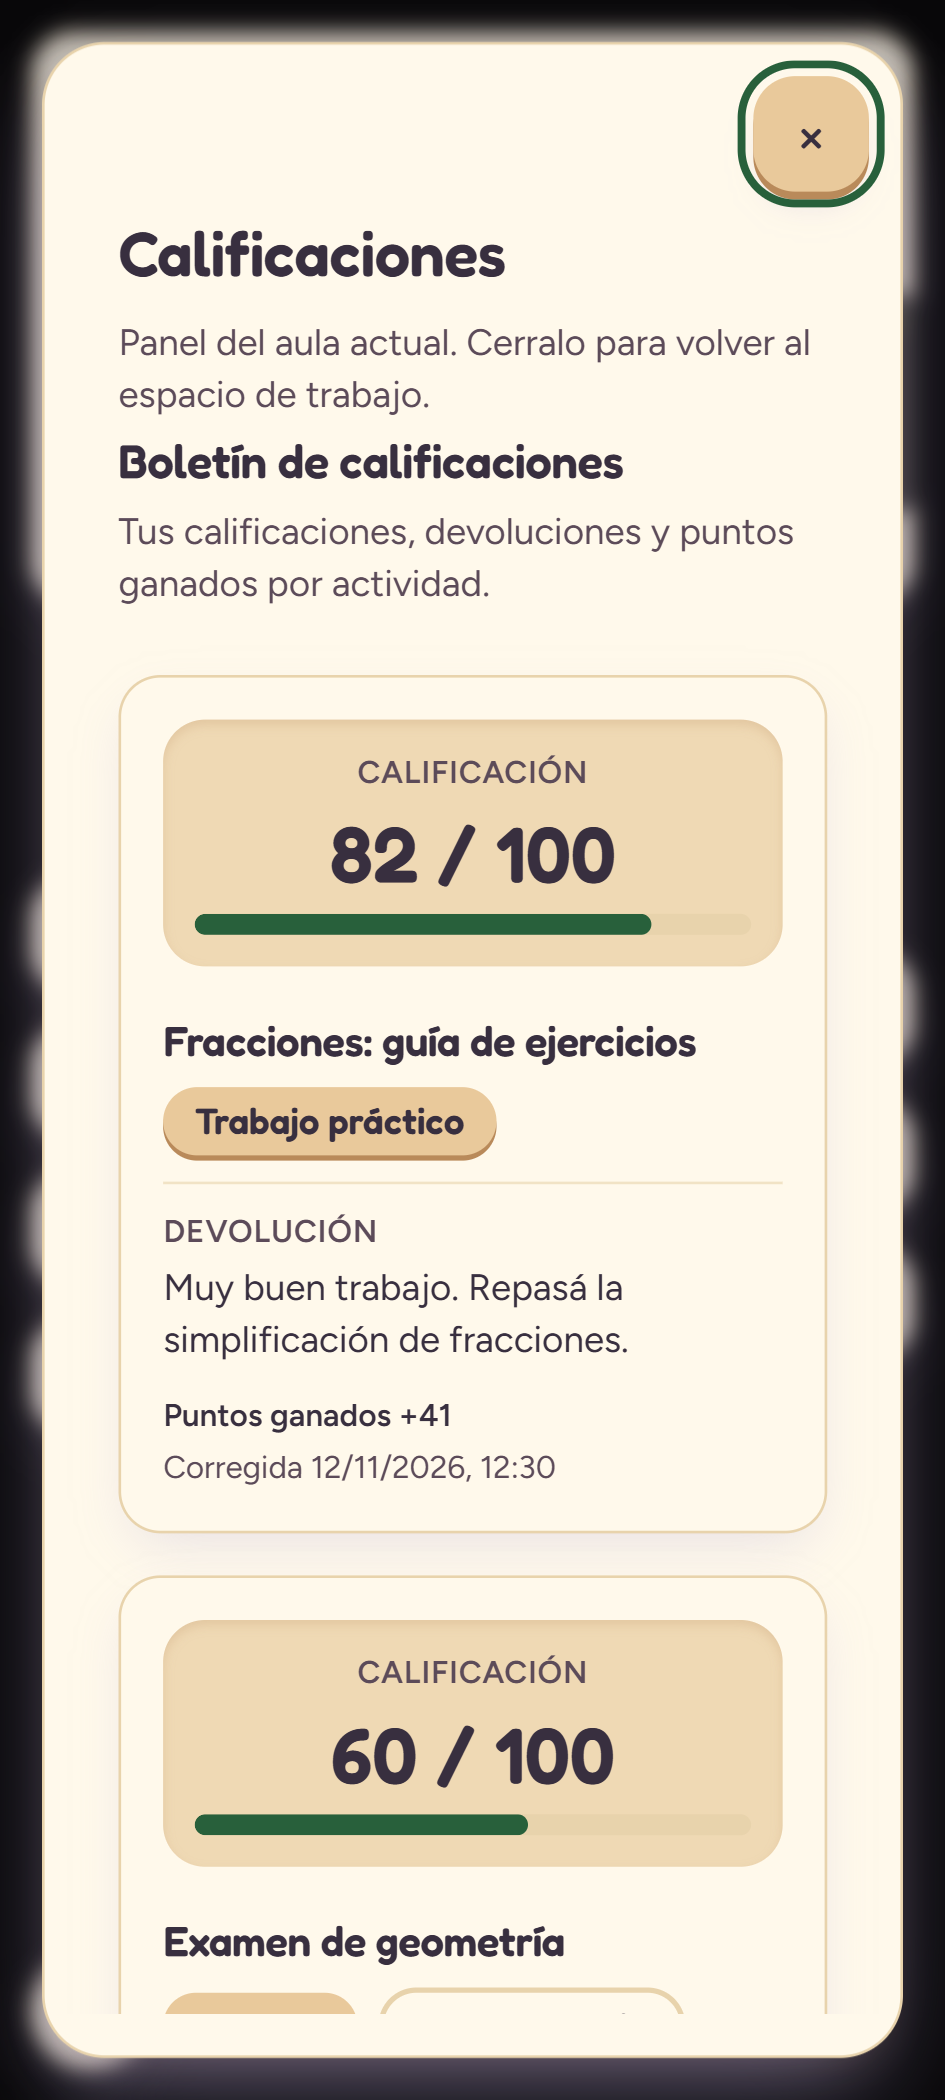 ×
Calificaciones
Panel del aula actual. Cerralo para volver al
espacio de trabajo.
Boletín de calificaciones
Tus calificaciones, devoluciones y puntos
ganados por actividad.
CALIFICACIÓN
82 / 100
Fracciones: guía de ejercicios
Trabajo práctico
DEVOLUCIÓN
Muy buen trabajo. Repasá la
simplificación de fracciones.
Puntos ganados +41
Corregida 12/11/2026, 12:30
CALIFICACIÓN
60 / 100
Examen de geometría